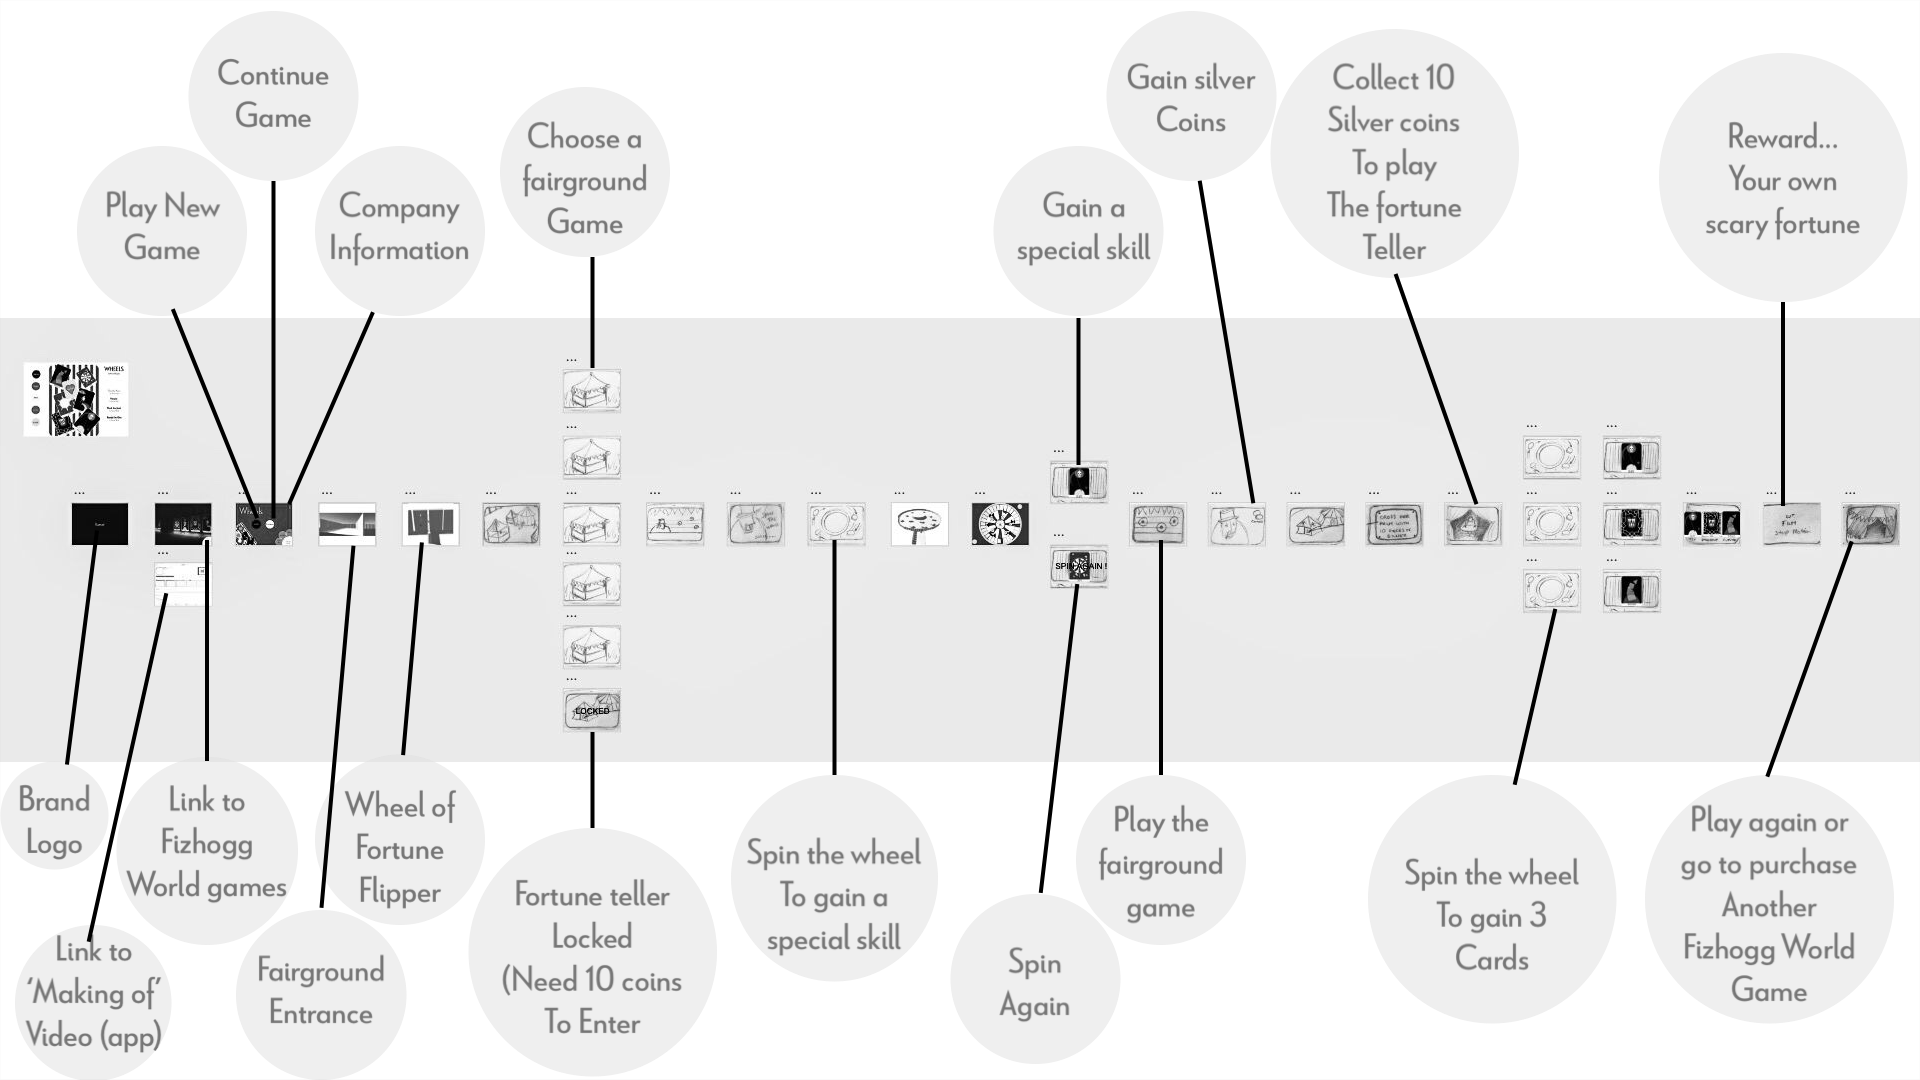 Continue
Game
Play New
Game
Company
Information
Choose a
fairground
Game
Gain a
special skill
Gain silver
Coins
Collect 10
Silver coins
To play
The fortune
Teller
Reward...
Your own
scary fortune
WHEELS
Wheels
LOCKED
SPIN AGAIN !
Brand
Logo
Link to
‘Making of’
Video (app)
Link to
Fizhogg
World games
Fairground
Entrance
Wheel of
Fortune
Flipper
Fortune teller
Locked
(Need 10 coins
To Enter
Spin the wheel
To gain a
special skill
Spin
Again
Play the
fairground
game
Spin the wheel
To gain 3
Cards
Play again or
go to purchase
Another
Fizhogg World
Game